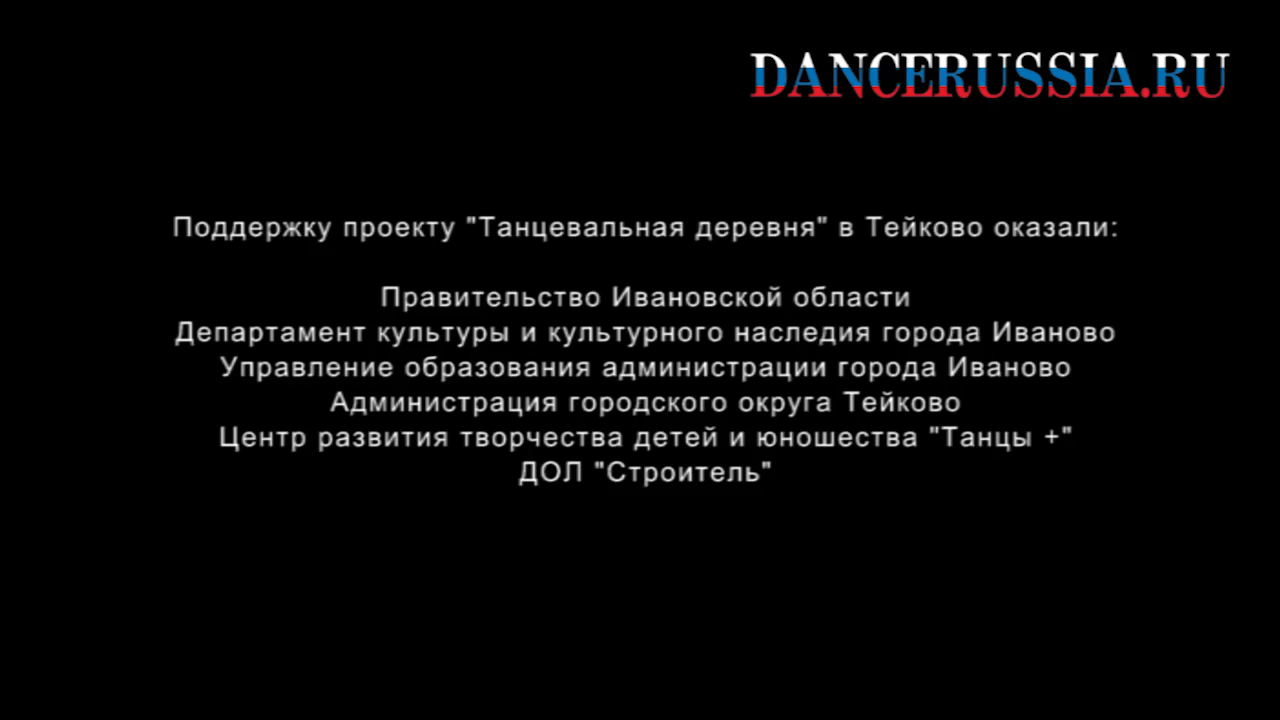 DANCERUSSIA.RU
Поддержку проекту "Танцевальная деревня" в Тейково оказали:
Правительство Ивановской области
Департамент культуры и культурного наследия города Иваново
Управление образования администрации города Иваново
Администрация городского округа Тейково
Центр развития творчества детей и юношества "Танцы +"
ДОЛ "Строитель"